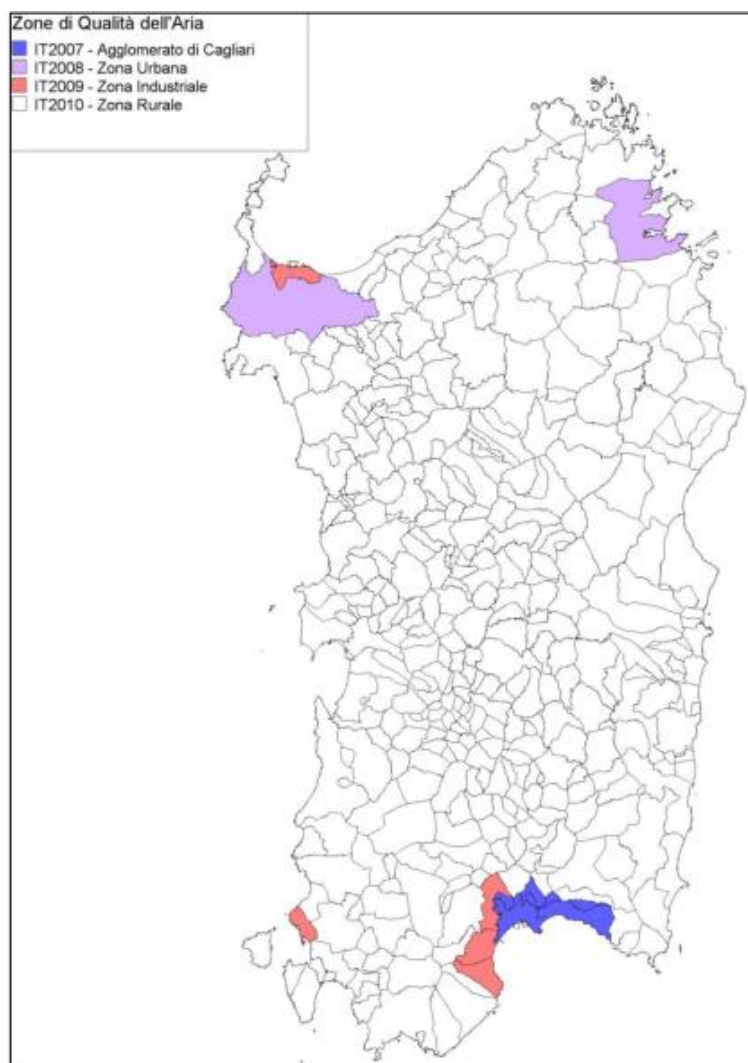 Zone di Qualità dell'Aria
IT2007 - Agglomerato di Cagliari
IT2008 - Zona Urbana
IT2009 - Zona Industriale
IT2010 - Zona Rurale